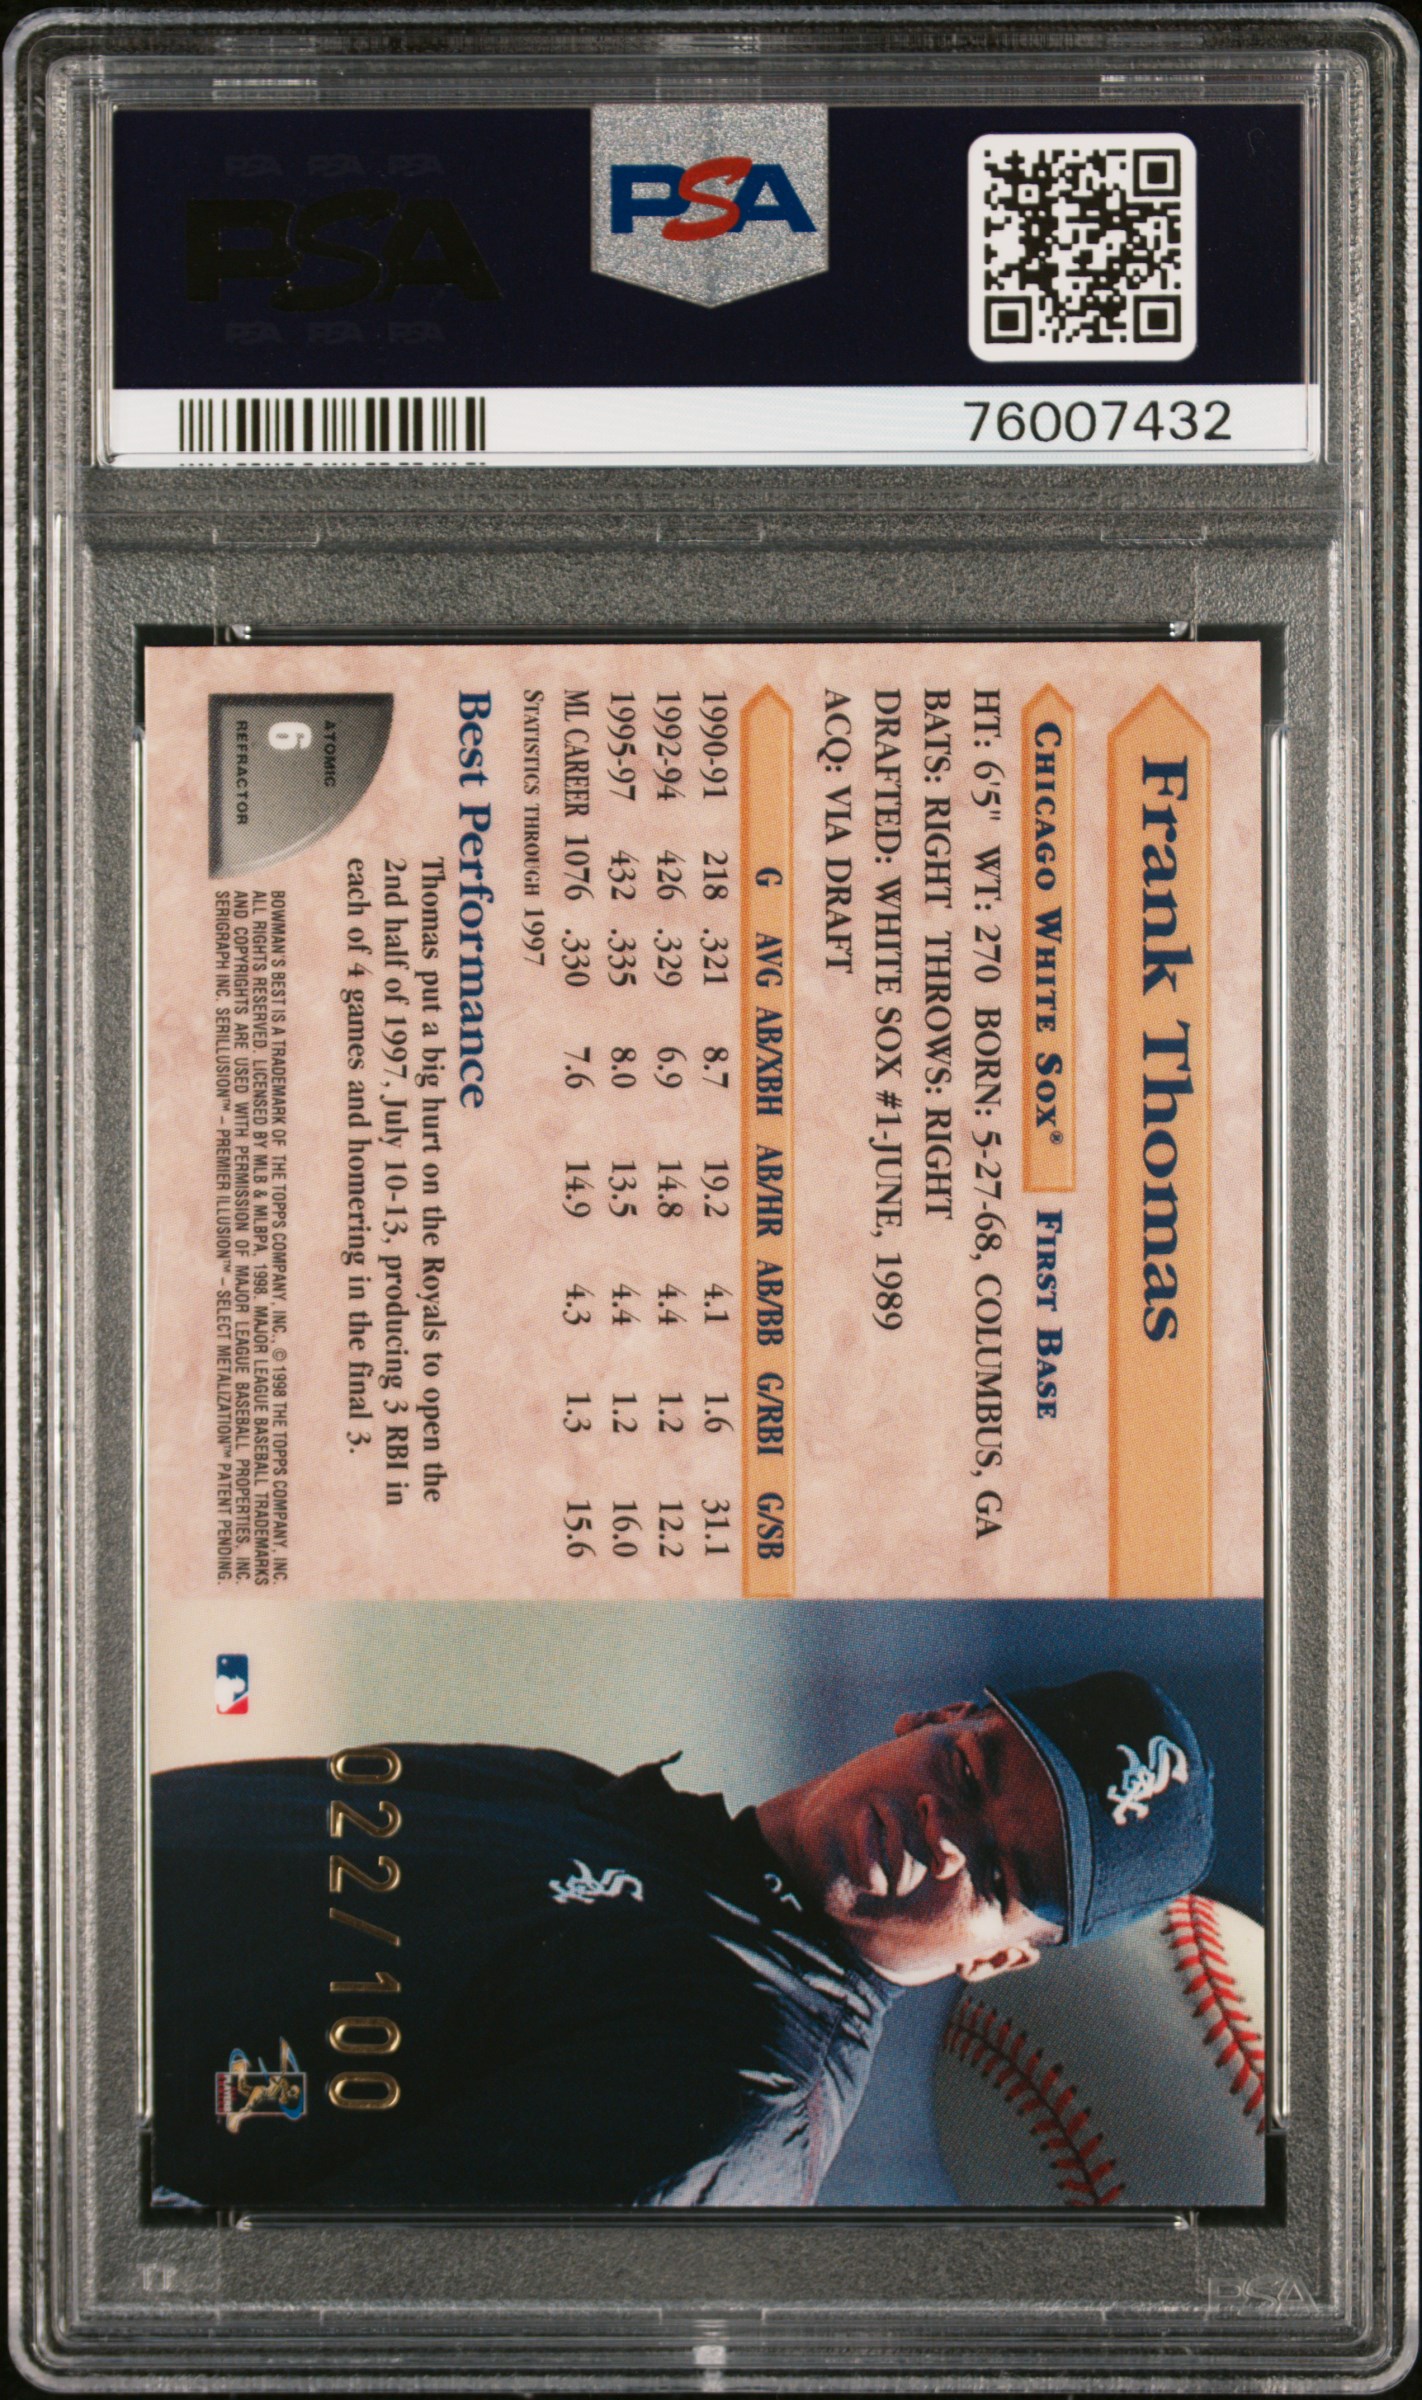 PSA PSA PSA
PSA
PSA PSA PSA
PSA
76007432
Frank Thomas
CHICAGO WHITE SOX® FIRST BASE
HT: 6'5" WT: 270 BORN: 5-27-68, COLUMBUS, GA
BATS: RIGHT THROWS: RIGHT
DRAFTED: WHITE SOX #1-JUNE, 1989
ACQ: VIA DRAFT
G AVG AB/XBH AB/HR AB/BB G/RBI G/SB
1990-91 218 .321 8.7 19.2 4.1 1.6 31.1
1992-94 426 .329 6.9 14.8 4.4 1.2 12.2
1995-97 432 .335 8.0 13.5 4.4 1.2 16.0
ML CAREER 1076 .330 7.6 14.9 4.3 1.3 15.6
STATISTICS THROUGH 1997
Best Performance
Thomas put a big hurt on the Royals to open the
2nd half of 1997, July 10-13, producing 3 RBI in
each of 4 games and homering in the final 3.
ATOMIC
6
REFRACTOR
BOWMAN'S BEST IS A TRADEMARK OF THE TOPPS COMPANY, INC., © 1998 THE TOPPS COMPANY, INC.
ALL RIGHTS RESERVED. LICENSED BY MLB & MLBPA, 1998. MAJOR LEAGUE BASEBALL TRADEMARKS
AND COPYRIGHTS ARE USED WITH PERMISSION OF MAJOR LEAGUE BASEBALL PROPERTIES, INC.
SERIGRAPH INC. SERILLUSION™ – PREMIER ILLUSION™ – SELECT METALIZATION™ PATENT PENDING.
Sox
Sox
022/100
PSA